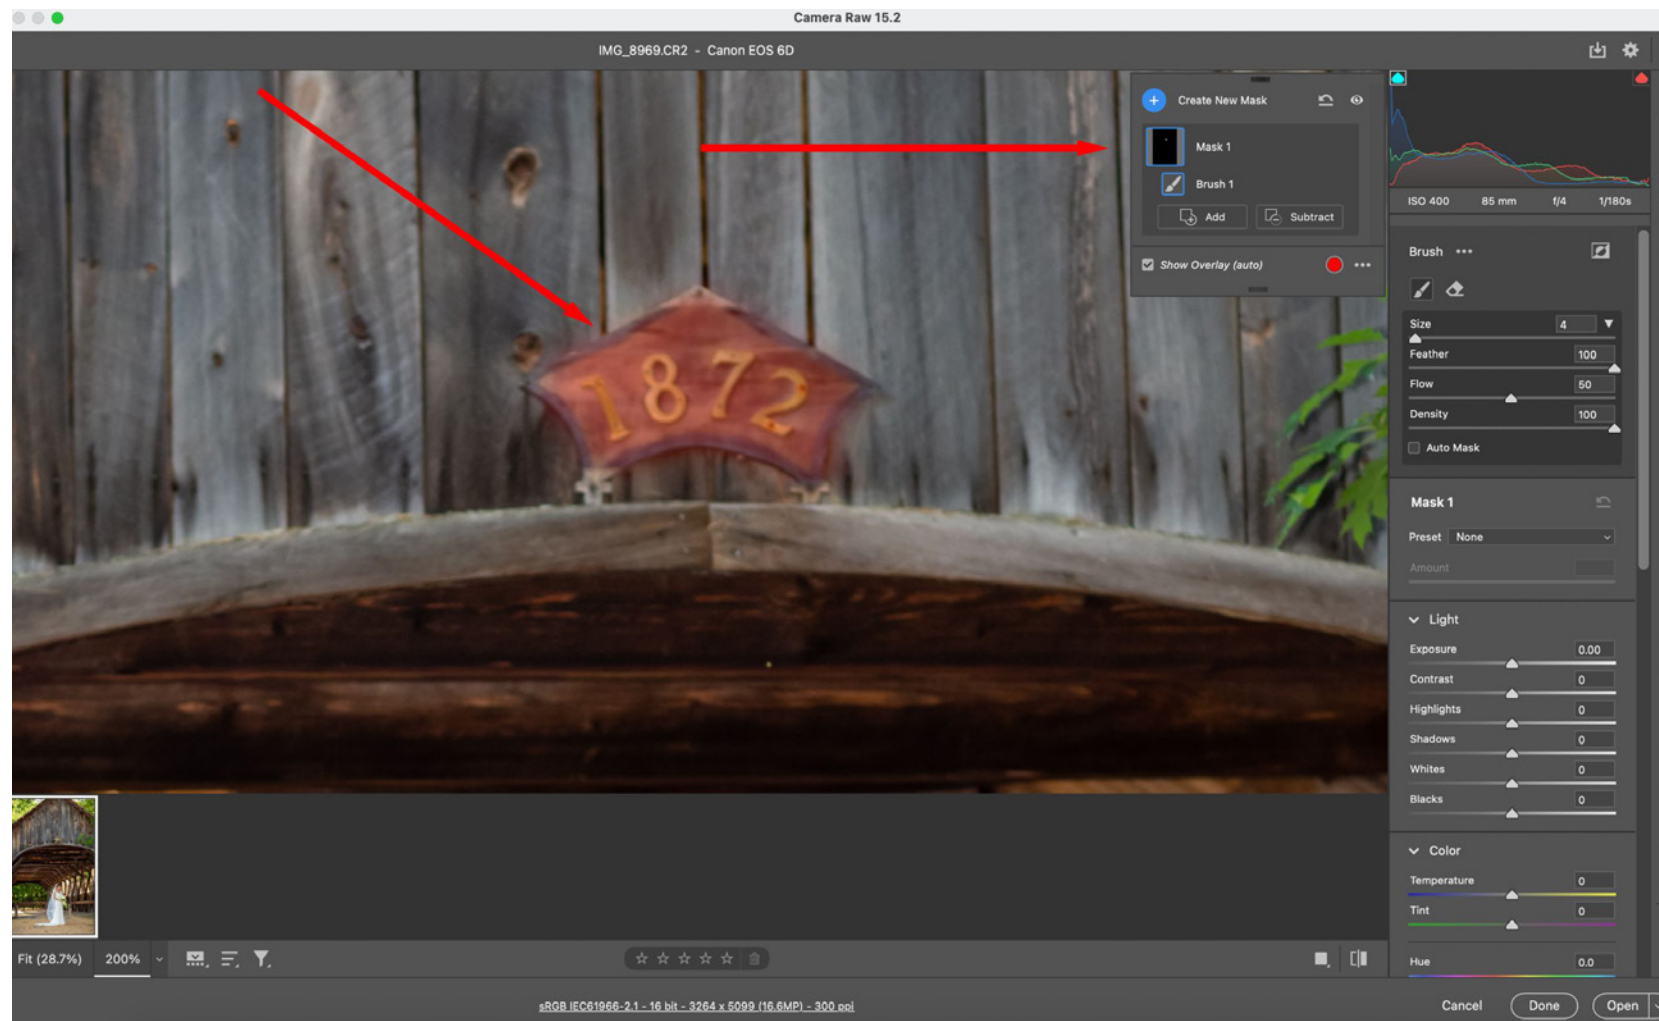 Camera Raw 15.2
IMG_8969.CR2 - Canon EOS 6D
Create New Mask
Mask 1
Brush 1
Add Subtract
Show Overlay (auto)
1872
ISO 400 85 mm f/4 1/180s
Brush
Size 4
Feather 100
Flow 50
Density 100
Auto Mask
Mask 1
Preset None
Amount
Light
Exposure 0.00
Contrast 0
Highlights 0
Shadows 0
Whites 0
Blacks 0
Color
Temperature 0
Tint 0
Hue 0.0
Fit (28.7%) 200%
sRGB IEC61966-2.1 - 16 bit - 3264 x 5099 (16.6MP) - 300 ppi
Cancel Done Open